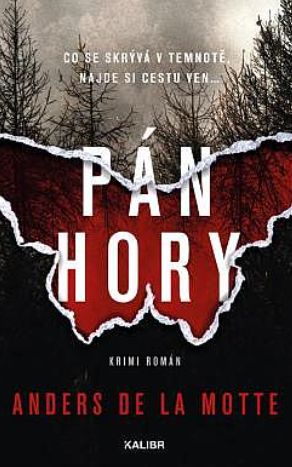 CO SE SKRÝVÁ V TEMNOTĚ,
NAJDE SI CESTU VEN...
PÁN
HORY
KRIMI ROMÁN
ANDERS DE LA MOTTE
KALIBR